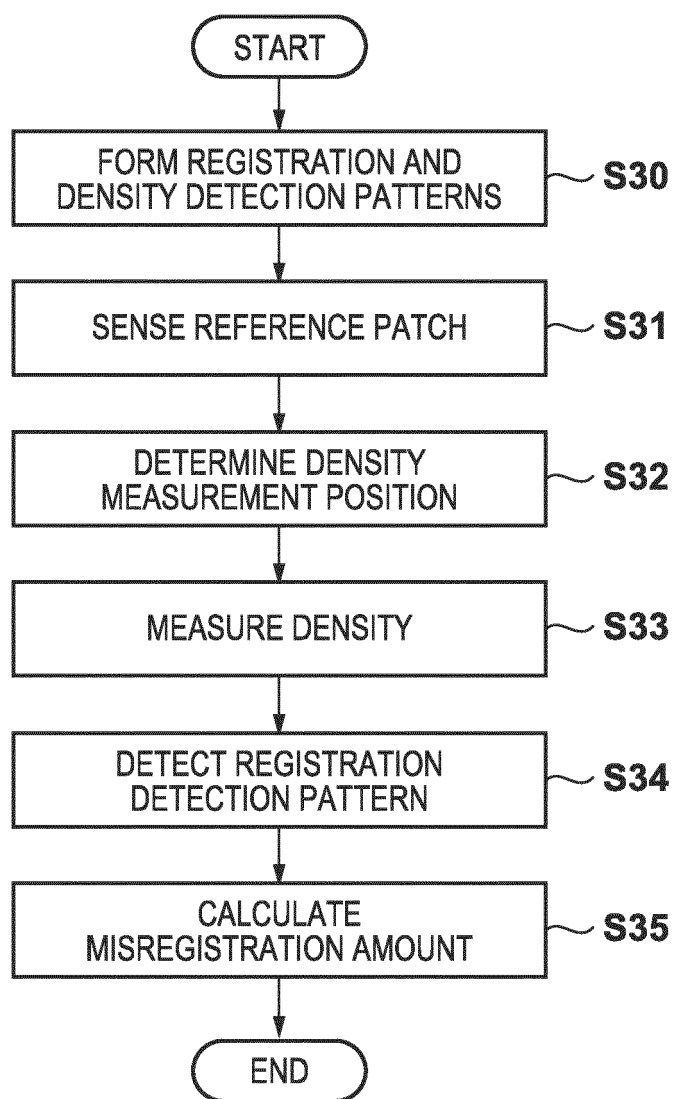 START
FORM REGISTRATION AND
DENSITY DETECTION PATTERNS
S30
SENSE REFERENCE PATCH
S31
DETERMINE DENSITY
MEASUREMENT POSITION
S32
MEASURE DENSITY
S33
DETECT REGISTRATION
DETECTION PATTERN
S34
CALCULATE
MISREGISTRATION AMOUNT
S35
END